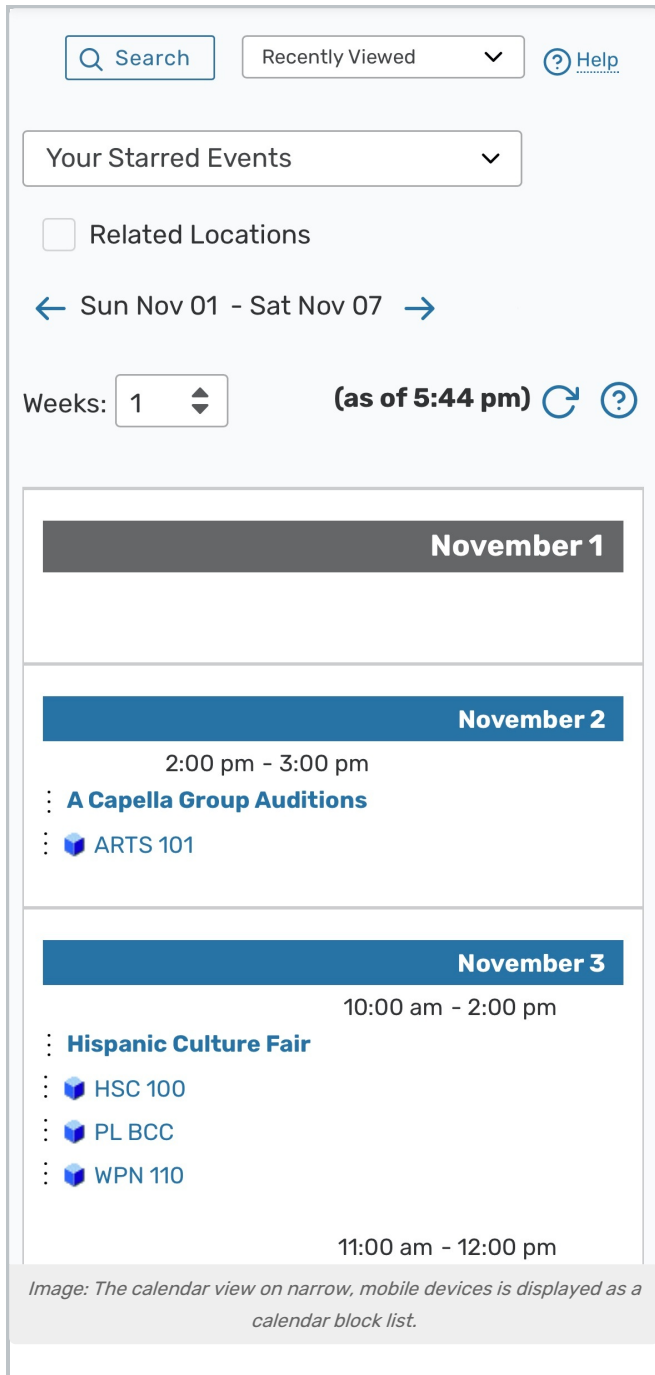 Search Recently Viewed Help
Your Starred Events
Related Locations
Sun Nov 01 - Sat Nov 07
Weeks: 1 (as of 5:44 pm)
November 1
November 2
2:00 pm - 3:00 pm
A Capella Group Auditions
ARTS 101
November 3
10:00 am - 2:00 pm
Hispanic Culture Fair
HSC 100
PL BCC
WPN 110
11:00 am - 12:00 pm
Image: The calendar view on narrow, mobile devices is displayed as a
calendar block list.